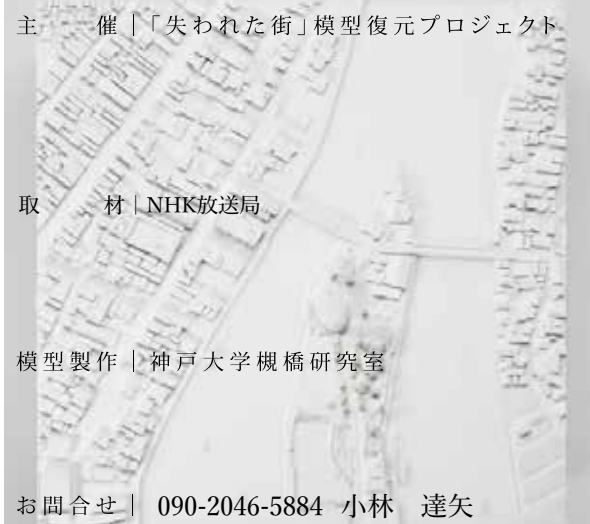 主　催｜「失われた街」模型復元プロジェクト
取　材｜NHK放送局
模型製作｜神戸大学槻橋研究室
お問合せ｜ 090-2046-5884 小林　達矢